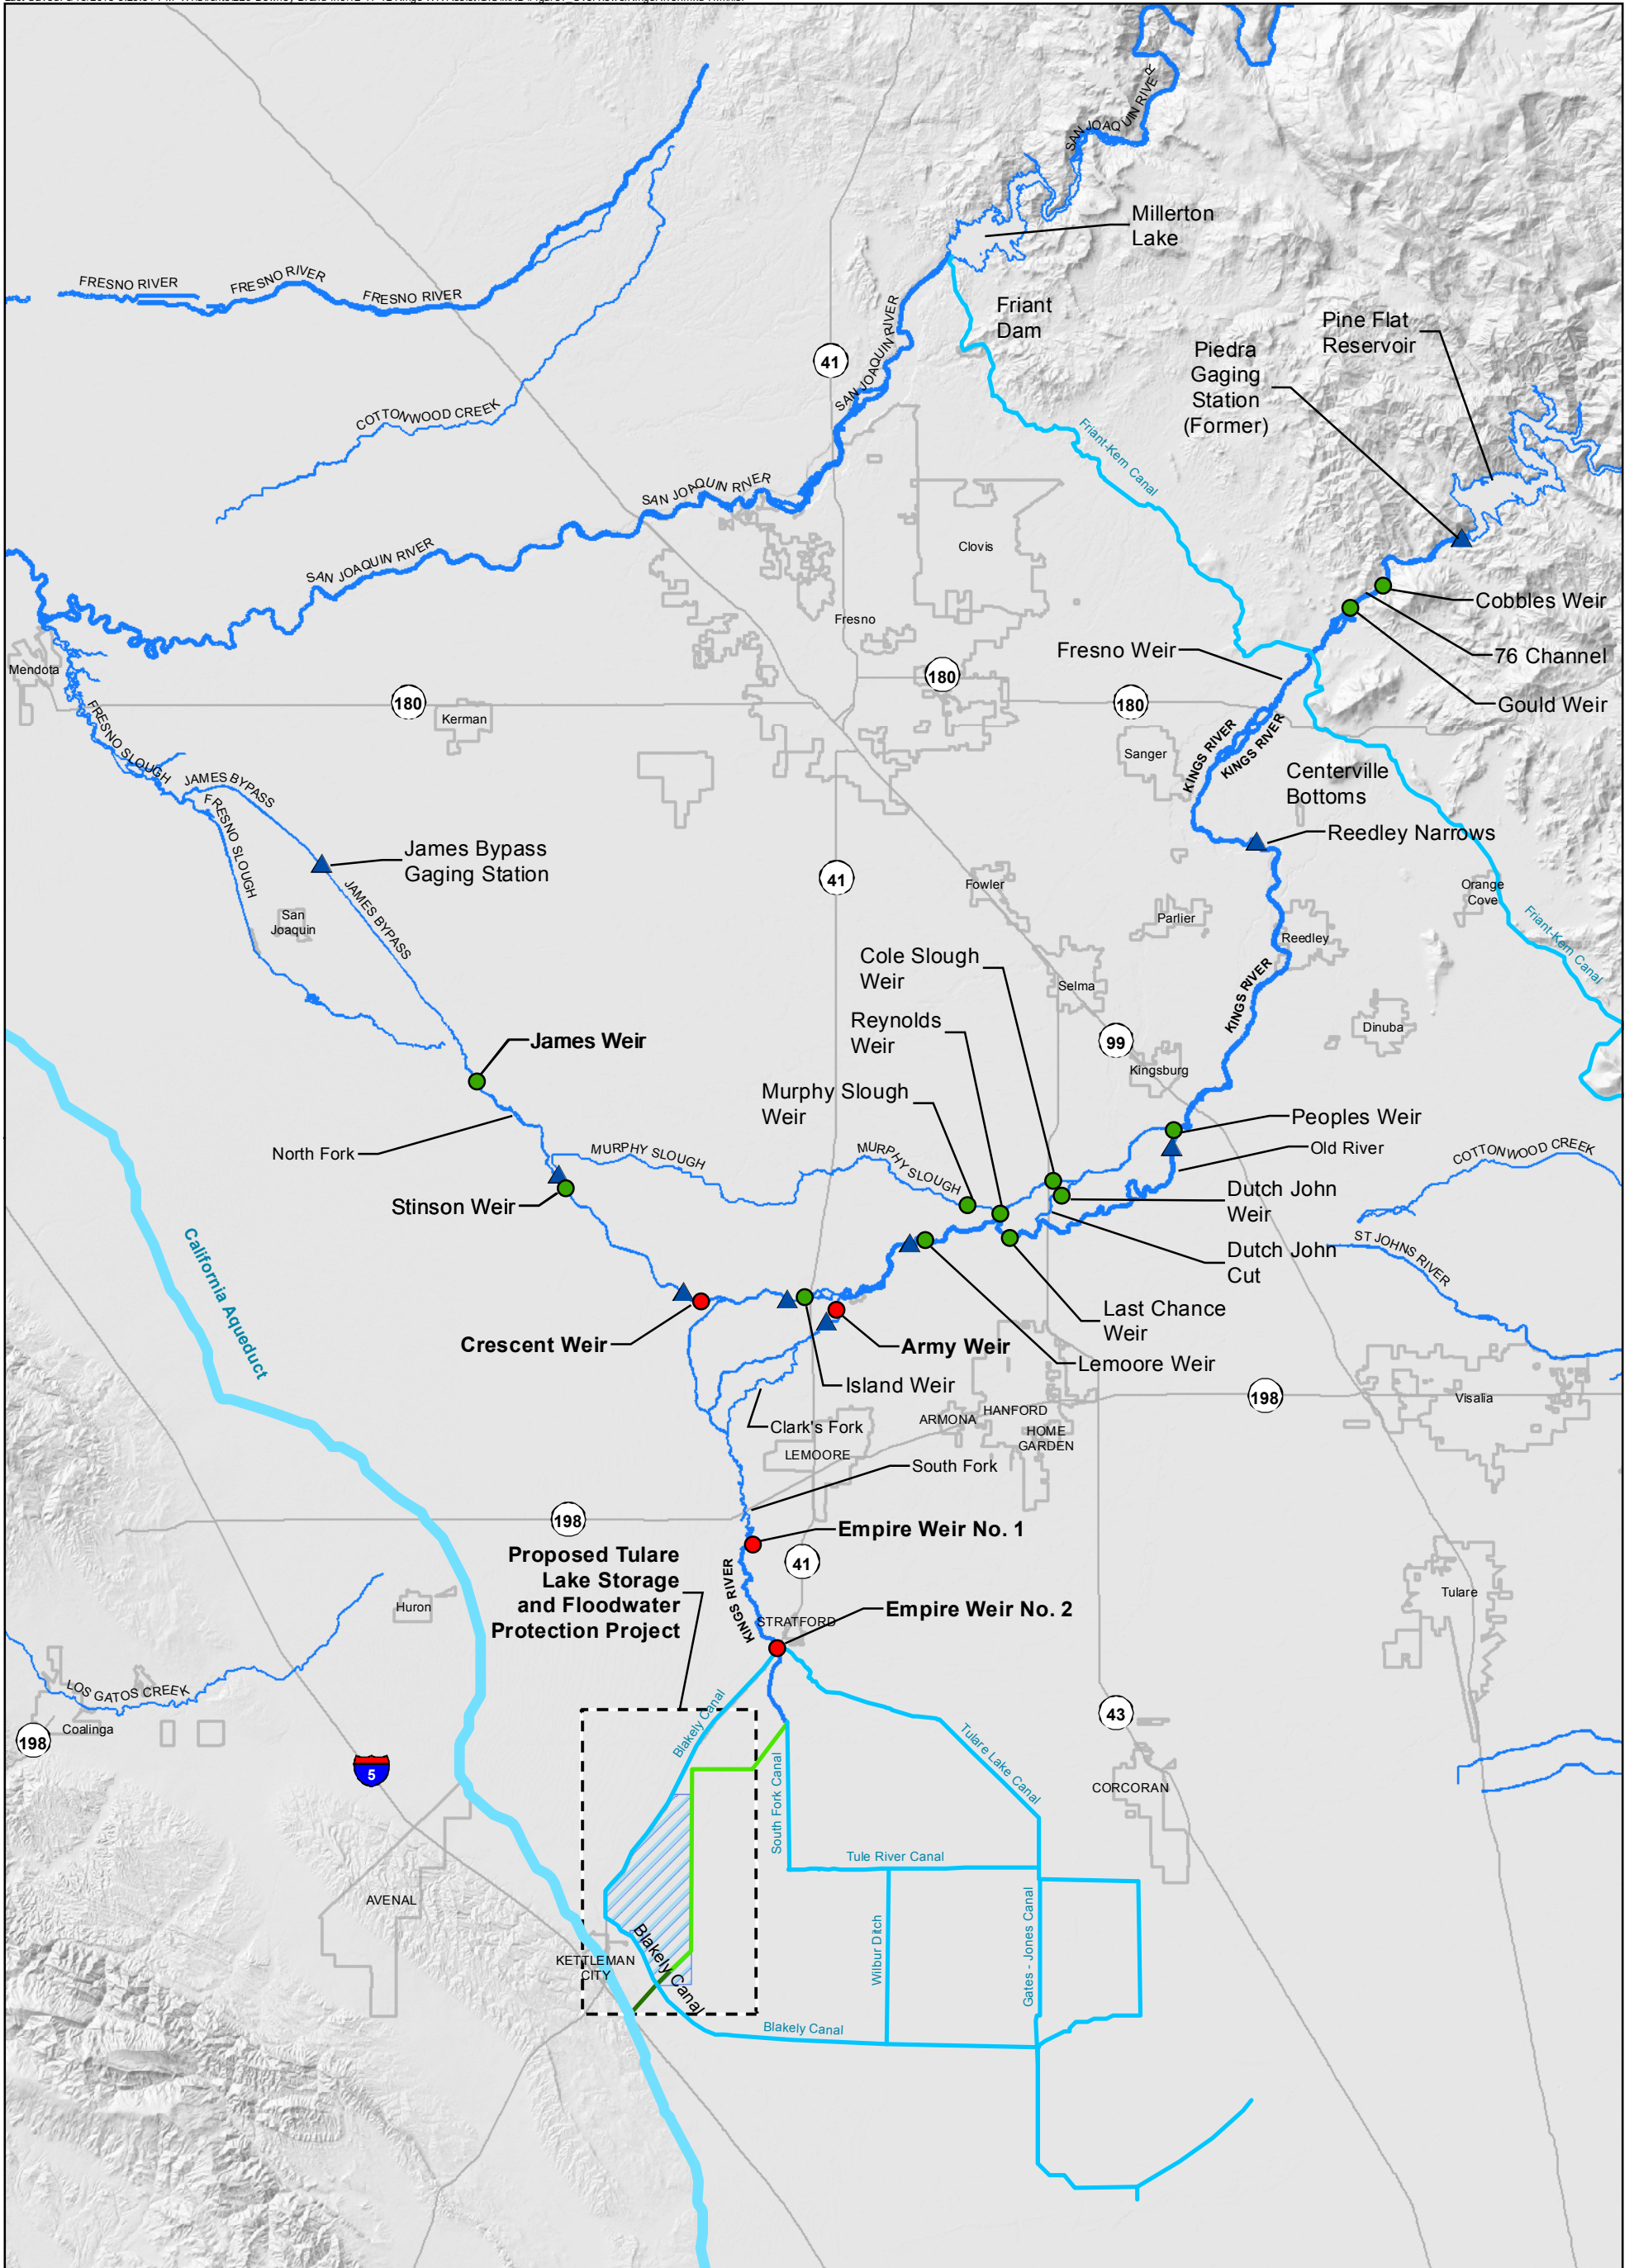 SAN JOAQUIN RIVER
Millerton
Lake
FRESNO RIVER
FRESNO RIVER
FRESNO RIVER
Friant
Dam
Pine Flat
Reservoir
Piedra
Gaging
Station
(Former)
41
SAN JOAQUIN RIVER
COTTONWOOD CREEK
Friant-Kern Canal
SAN JOAQUIN RIVER
SAN JOAQUIN RIVER
Clovis
Cobbles Weir
Fresno
76 Channel
Fresno Weir
Mendota
180
180
180
Gould Weir
Kerman
FRESNO SLOUGH
Sanger
KINGS RIVER
KINGS RIVER
Centerville
Bottoms
JAMES BYPASS
FRESNO SLOUGH
Reedley Narrows
James Bypass
Gaging Station
41
JAMES BYPASS
San
Joaquin
Fowler
Parlier
Orange
Cove
Reedley
Friant-Kern Canal
Cole Slough
Weir
Selma
KINGS RIVER
Reynolds
Weir
Dinuba
James Weir
99
Kingsburg
Murphy Slough
Weir
Peoples Weir
North Fork
MURPHY SLOUGH
MURPHY SLOUGH
Old River
COTTONWOOD CREEK
Stinson Weir
Dutch John
Weir
Dutch John
Cut
ST JOHNS RIVER
California Aqueduct
Last Chance
Weir
Crescent Weir
Army Weir
Lemoore Weir
Island Weir
198
Visalia
Clark's Fork
ARMONA
HANFORD
HOME
GARDEN
LEMOORE
South Fork
198
Empire Weir No. 1
Proposed Tulare
Lake Storage
and Floodwater
Protection Project
41
KINGS RIVER
Huron
Tulare
Empire Weir No. 2
STRATFORD
LOS GATOS CREEK
Coalinga
198
5
Blakely Canal
South Fork Canal
Tulare Lake Canal
43
CORCORAN
Tule River Canal
AVENAL
Wilbur Ditch
Gates - Jones Canal
KETTLEMAN
CITY
Blakely Canal
Blakely Canal